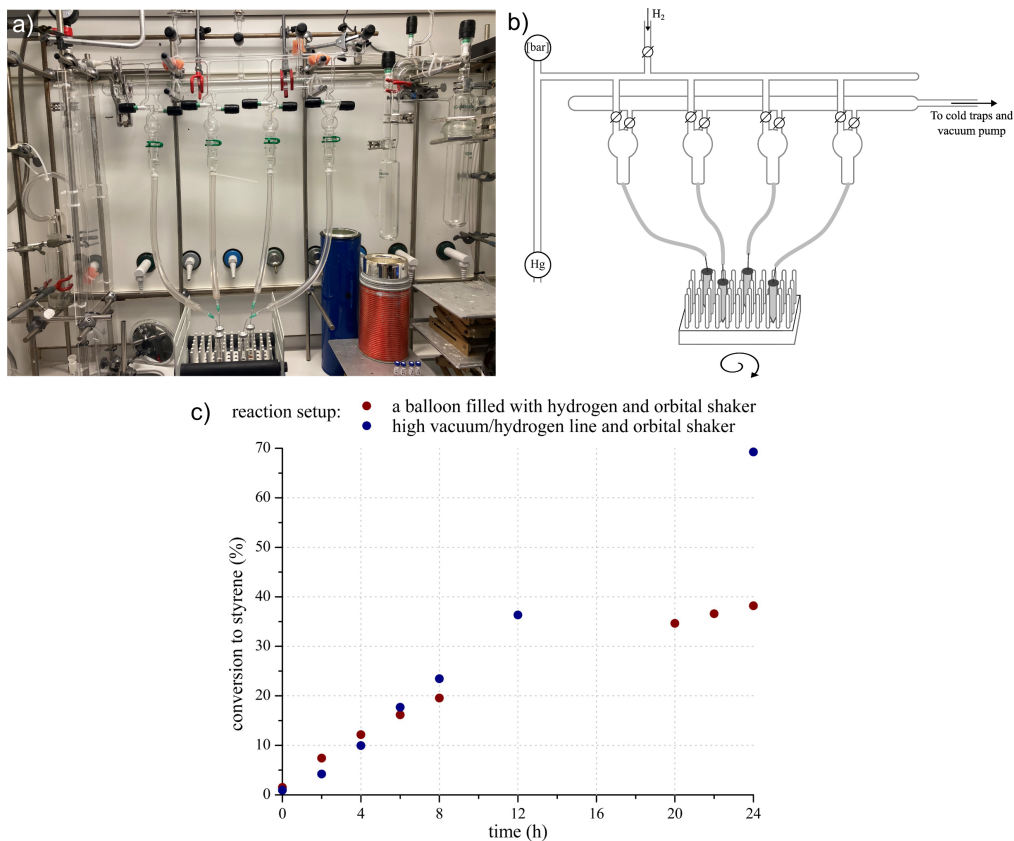 a)
b)
H2
[bar]
To cold traps and
vacuum pump
Hg
c)
reaction setup:
a balloon filled with hydrogen and orbital shaker
high vacuum/hydrogen line and orbital shaker
70
60
50
40
30
20
10
0
conversion to styrene (%)
0 4 8 12 16 20 24
time (h)